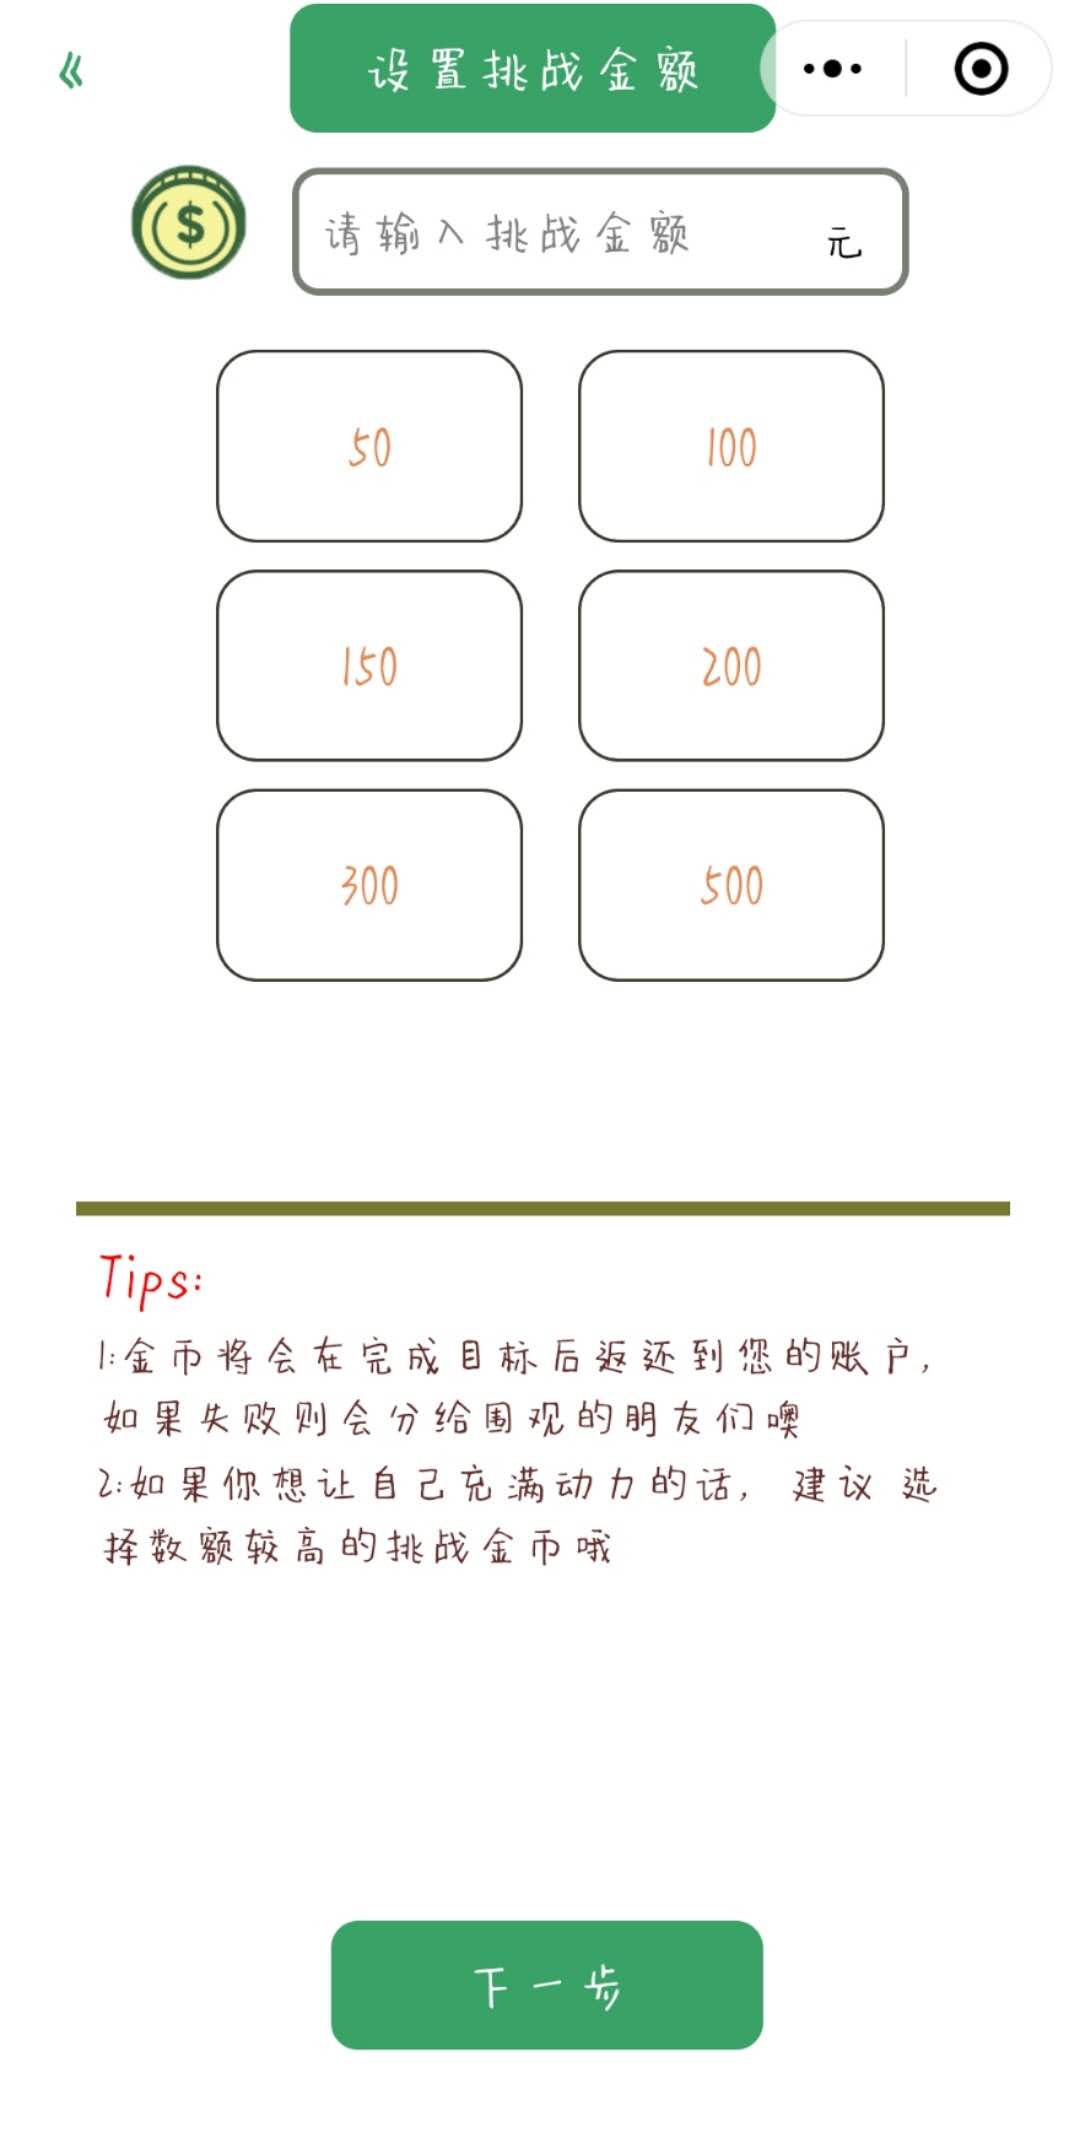 设置挑战金额
$
请输入挑战金额 元
50 100
150 200
300 500
Tips:
1:金币将会在完成目标后返还到您的账户,
如果失败则会分给围观的朋友们噢
2:如果你想让自己充满动力的话, 建议 选
择数额较高的挑战金币哦
下一步